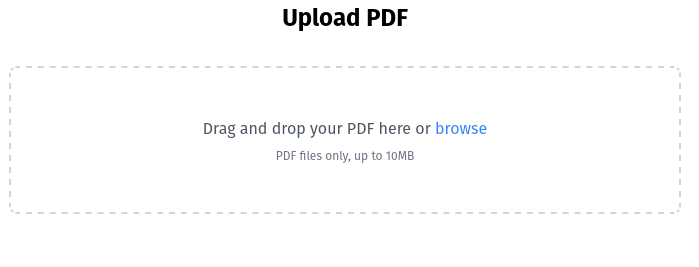 Upload PDF
Drag and drop your PDF here or browse
PDF files only, up to 10MB